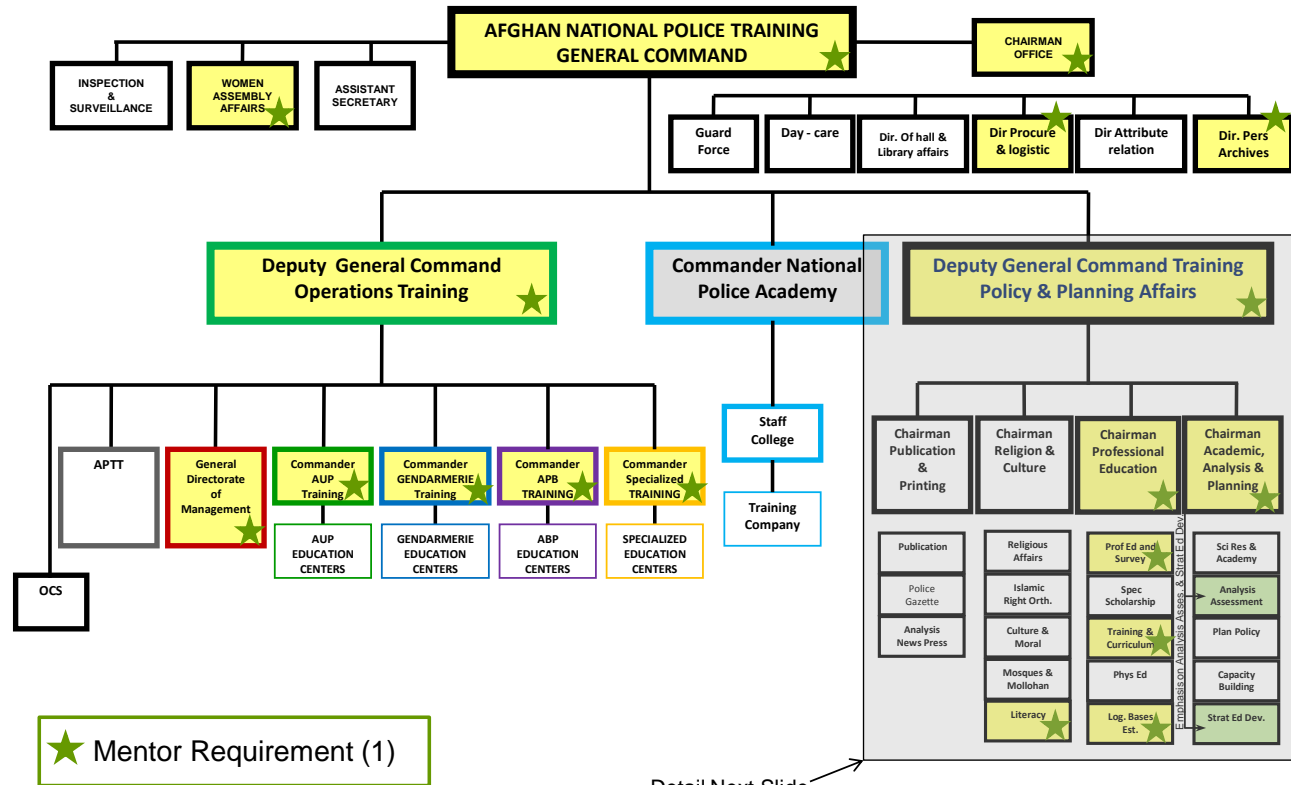 AFGHAN NATIONAL POLICE TRAINING
GENERAL COMMAND
CHAIRMAN
OFFICE
INSPECTION
&
SURVEILLANCE
WOMEN
ASSEMBLY
AFFAIRS
ASSISTANT
SECRETARY
Guard
Force
Day - care
Dir. Of hall &
Library affairs
Dir Procure
& logistic
Dir Attribute
relation
Dir. Pers
Archives
Deputy General Command
Operations Training
Commander National
Police Academy
Deputy General Command Training
Policy & Planning Affairs
APTT
General
Directorate
of
Management
Commander
AUP
Training
Commander
GENDARMERIE
Training
Commander
APB
TRAINING
Commander
Specialized
TRAINING
AUP
EDUCATION
CENTERS
GENDARMERIE
EDUCATION
CENTERS
ABP
EDUCATION
CENTERS
SPECIALIZED
EDUCATION
CENTERS
OCS
Staff
College
Training
Company
Chairman
Publication
&
Printing
Chairman
Religion &
Culture
Chairman
Professional
Education
Chairman
Academic,
Analysis &
Planning
Publication
Police
Gazette
Analysis
News Press
Religious
Affairs
Islamic
Right Orth.
Culture &
Moral
Mosques &
Mollohan
Literacy
Prof Ed and
Survey
Spec
Scholarship
Training &
Curriculum
Phys Ed
Log. Bases
Est.
Emphasis on Analysis Asses. & Strat Ed Dev.
Sci Res &
Academy
Analysis
Assessment
Plan Policy
Capacity
Building
Strat Ed Dev.
Mentor Requirement (1)
Detail Next Slide